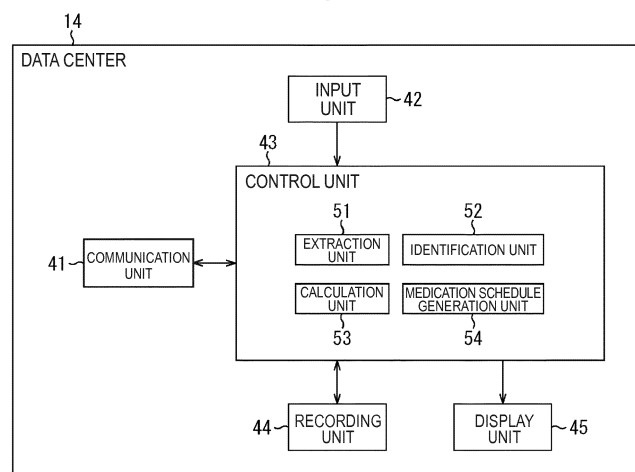 14
DATA CENTER
INPUT
UNIT
42
43
CONTROL UNIT
51
52
EXTRACTION
UNIT
IDENTIFICATION UNIT
41
COMMUNICATION
UNIT
CALCULATION
UNIT
MEDICATION SCHEDULE
GENERATION UNIT
53
54
44
RECORDING
UNIT
DISPLAY
UNIT
45